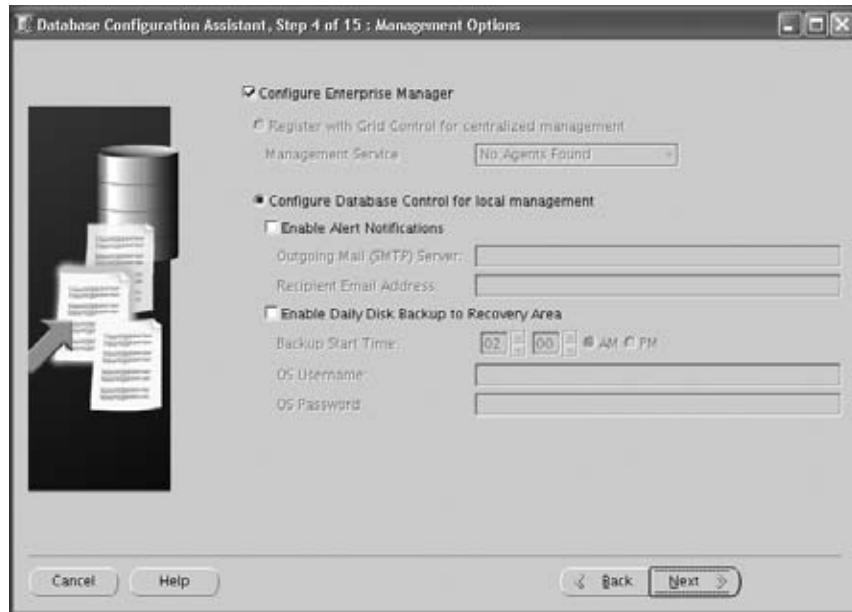 Database Configuration Assistant, Step 4 of 15 : Management Options
Configure Enterprise Manager
Register with Grid Control for centralized management
Management Service No Agents Found
Configure Database Control for local management
Enable Alert Notifications
Outgoing Mail (SMTP) Server:
Recipient Email Address:
Enable Daily Disk Backup to Recovery Area
Backup Start Time: 02 00 AM PM
OS Username:
OS Password:
Cancel Help Back Next